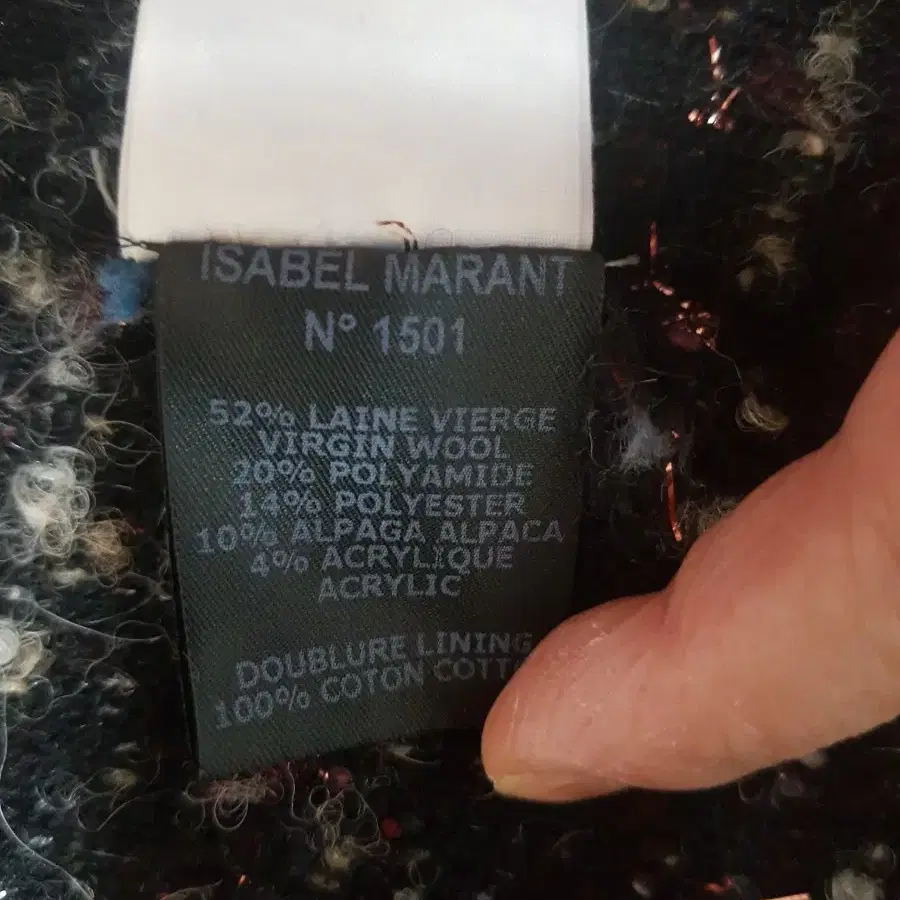 ISABEL MARANT
N° 1501
52% LAINE VIERGE
VIRGIN WOOL
20% POLYAMIDE
14% POLYESTER
10% ALPAGA ALPACA
4% ACRYLIQUE
ACRYLIC
DOUBLURE LINING
100% COTON